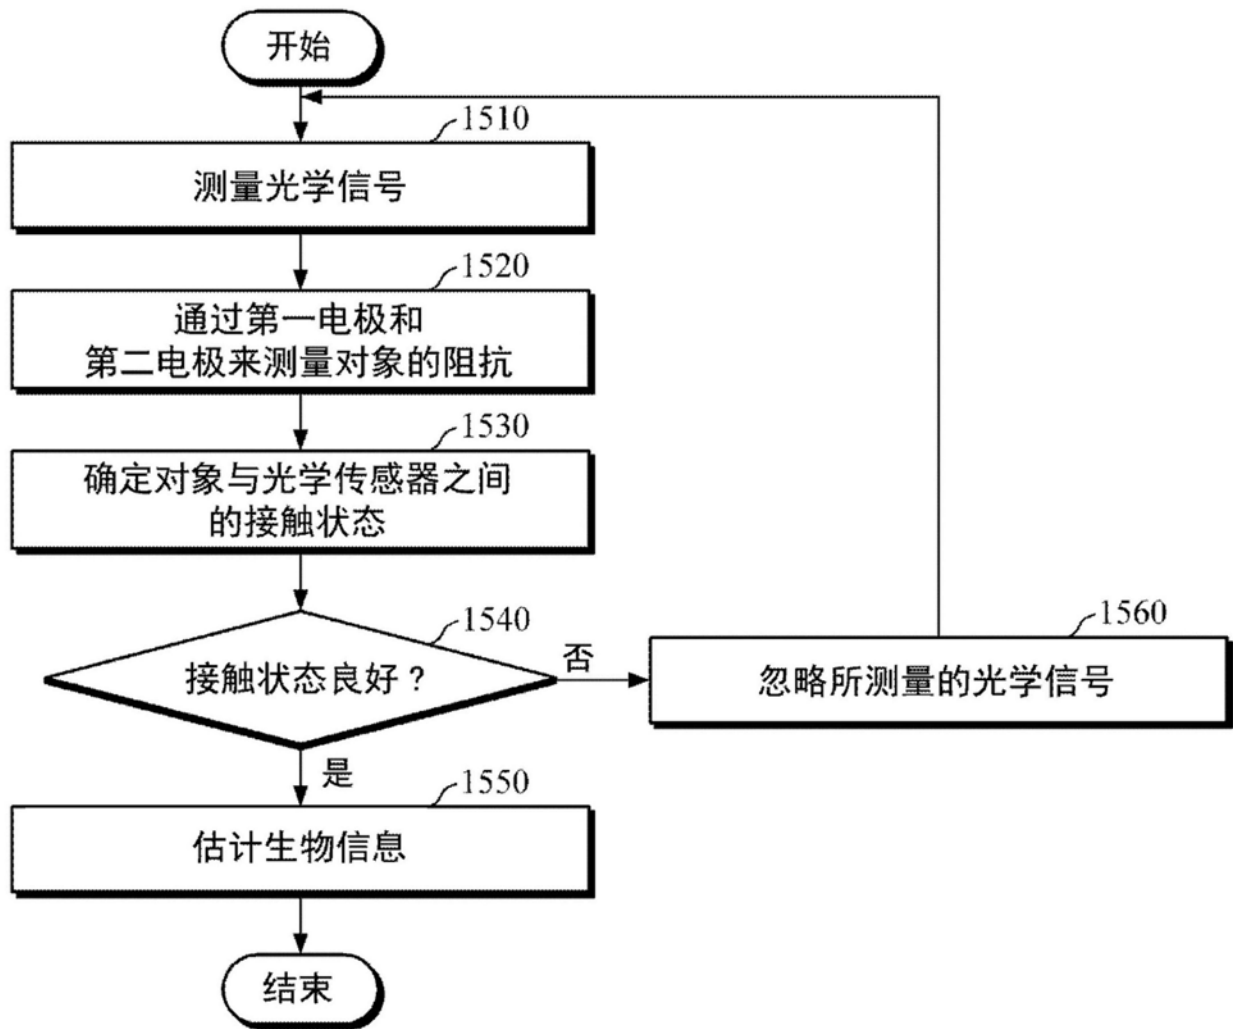 开始
1510
测量光学信号
1520
通过第一电极和
第二电极来测量对象的阻抗
1530
确定对象与光学传感器之间
的接触状态
1540
接触状态良好？
否
1560
忽略所测量的光学信号
是
1550
估计生物信息
结束